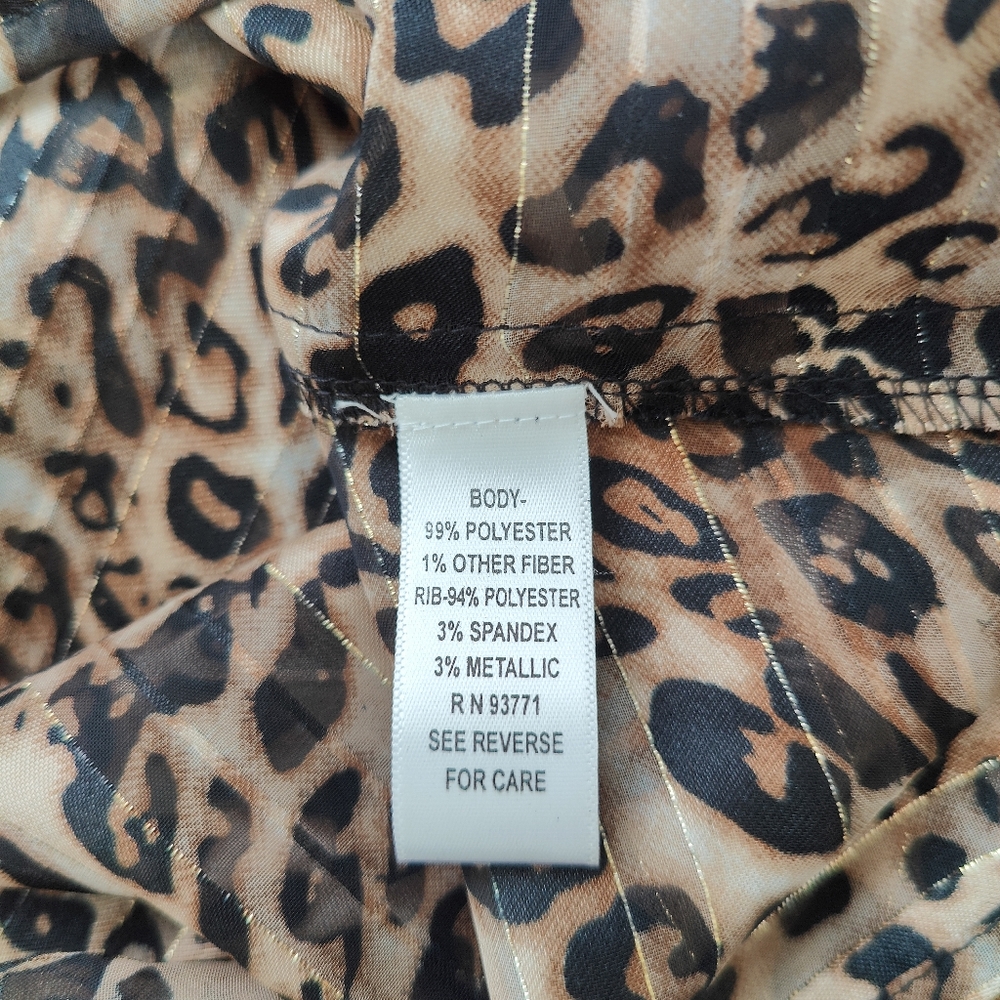 BODY-
99% POLYESTER
1% OTHER FIBER
RIB-94% POLYESTER
3% SPANDEX
3% METALLIC
R N 93771
SEE REVERSE
FOR CARE